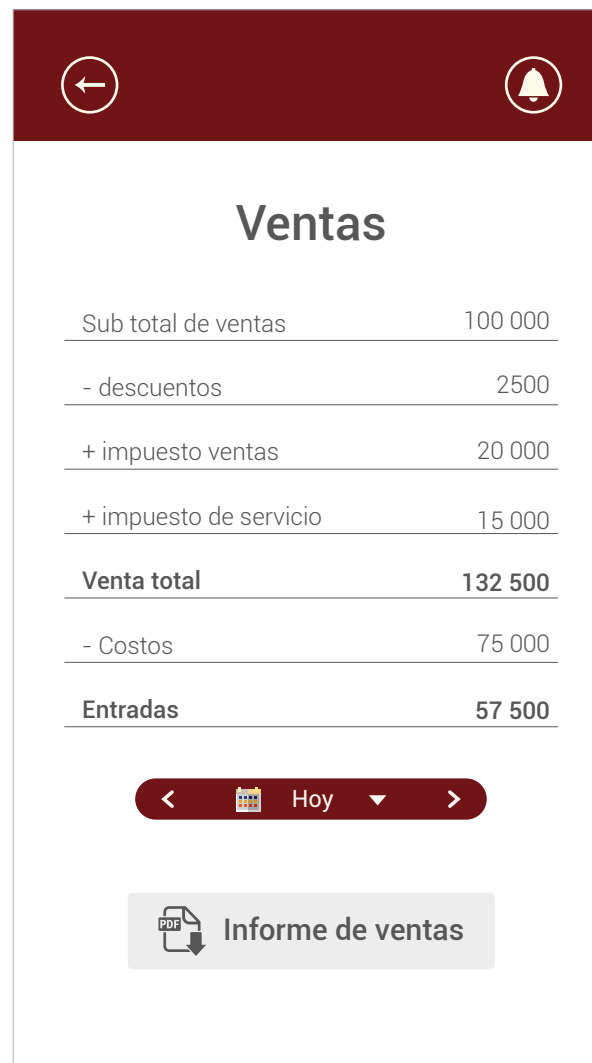 Ventas
Sub total de ventas 100 000
- descuentos 2500
+ impuesto ventas 20 000
+ impuesto de servicio 15 000
Venta total 132 500
- Costos 75 000
Entradas 57 500
Hoy
PDF Informe de ventas